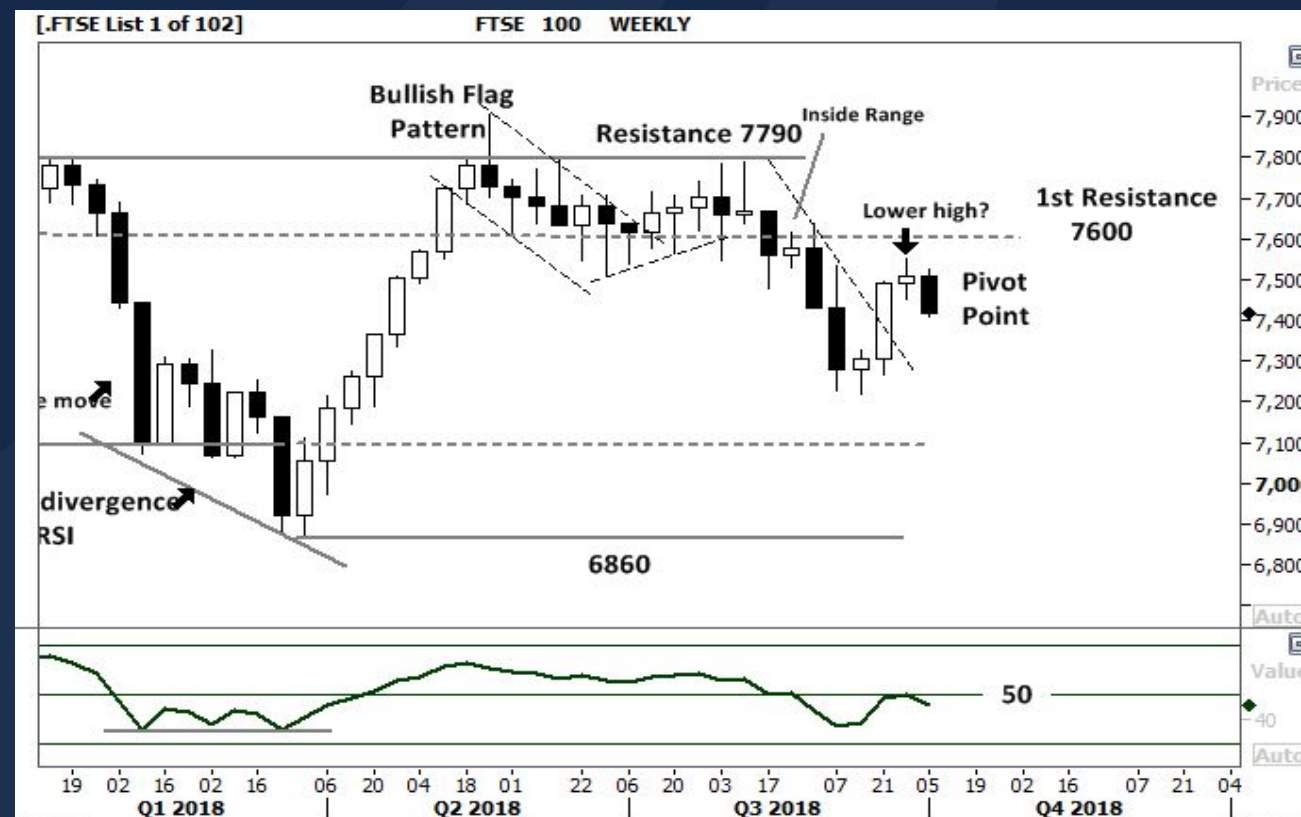 [.FTSE List 1 of 102] FTSE 100 WEEKLY
Price
Bullish Flag
Pattern
Resistance 7790
Inside Range
Lower high?
1st Resistance
7600
Pivot
Point
e move
divergence
RSI
6860
7,900
7,800
7,700
7,600
7,500
7,400
7,300
7,200
7,100
7,000
6,900
6,800
Auto
Value
50
40
Auto
19 02 16 02 16 06 20 04 18 01 22 06 20 03 17 07 21 05 19 02 16 07 21 04
Q1 2018 Q2 2018 Q3 2018 Q4 2018